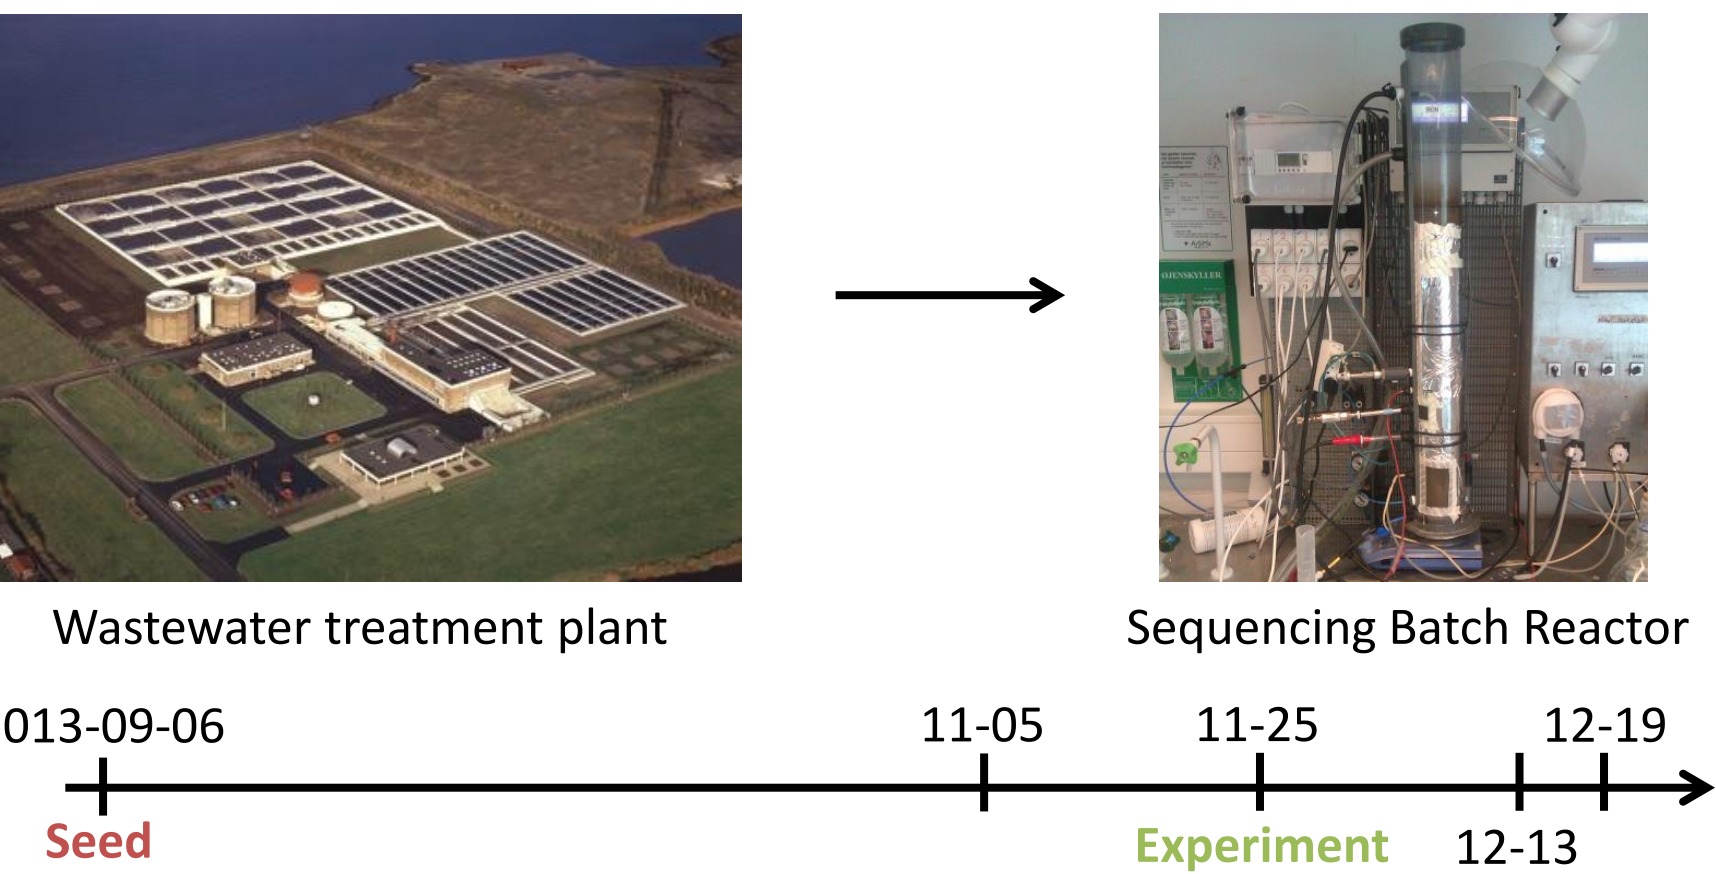 ØJENSKYLLER
Wastewater treatment plant
Sequencing Batch Reactor
013-09-06
11-05
11-25
12-19
Seed
Experiment
12-13